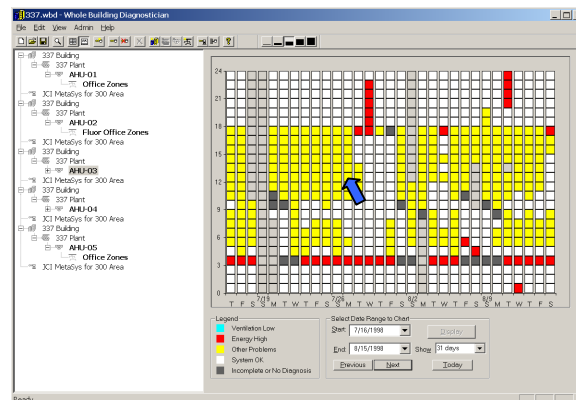 337.wbd - Whole Building Diagnostician
File Edit View Admin Help
337 Building
337 Plant
AHU-01
Office Zones
JCI MetaSys for 300 Area
337 Building
337 Plant
AHU-02
Fluor Office Zones
JCI MetaSys for 300 Area
337 Building
337 Plant
AHU-03
JCI MetaSys for 300 Area
337 Building
337 Plant
AHU-04
JCI MetaSys for 300 Area
337 Building
337 Plant
AHU-05
Office Zones
JCI MetaSys for 300 Area
24
21
18
15
12
9
6
3
0
7/19 7/26 8/2 8/9
T F S S M T W T F S S M T W T F S S M T W T F S S M T W T F S
Legend
Ventilation Low
Energy High
Other Problems
System OK
Incomplete or No Diagnosis
Select Date Range to Chart
Start: 7/16/1998 Display
End: 8/15/1998 Show 31 days
Previous Next Today
Ready